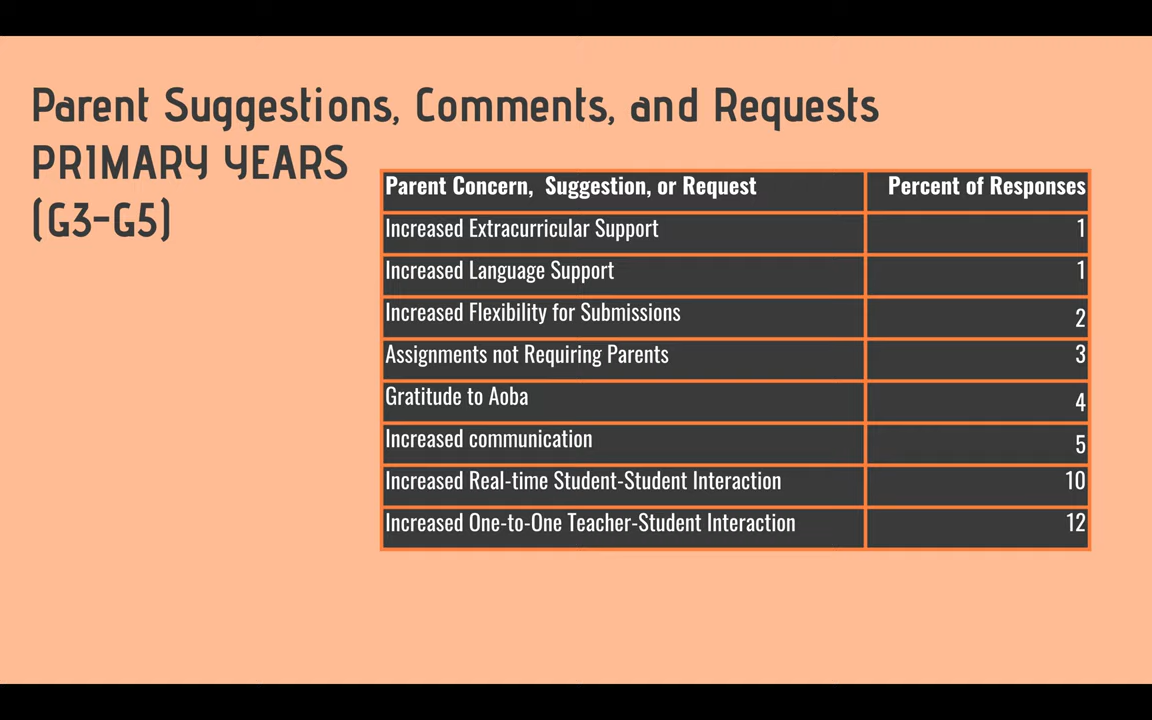 Parent Suggestions, Comments, and Requests
PRIMARY YEARS
(G3-G5)
Parent Concern, Suggestion, or Request Percent of Responses
Increased Extracurricular Support 1
Increased Language Support 1
Increased Flexibility for Submissions 2
Assignments not Requiring Parents 3
Gratitude to Aoba 4
Increased communication 5
Increased Real-time Student-Student Interaction 10
Increased One-to-One Teacher-Student Interaction 12